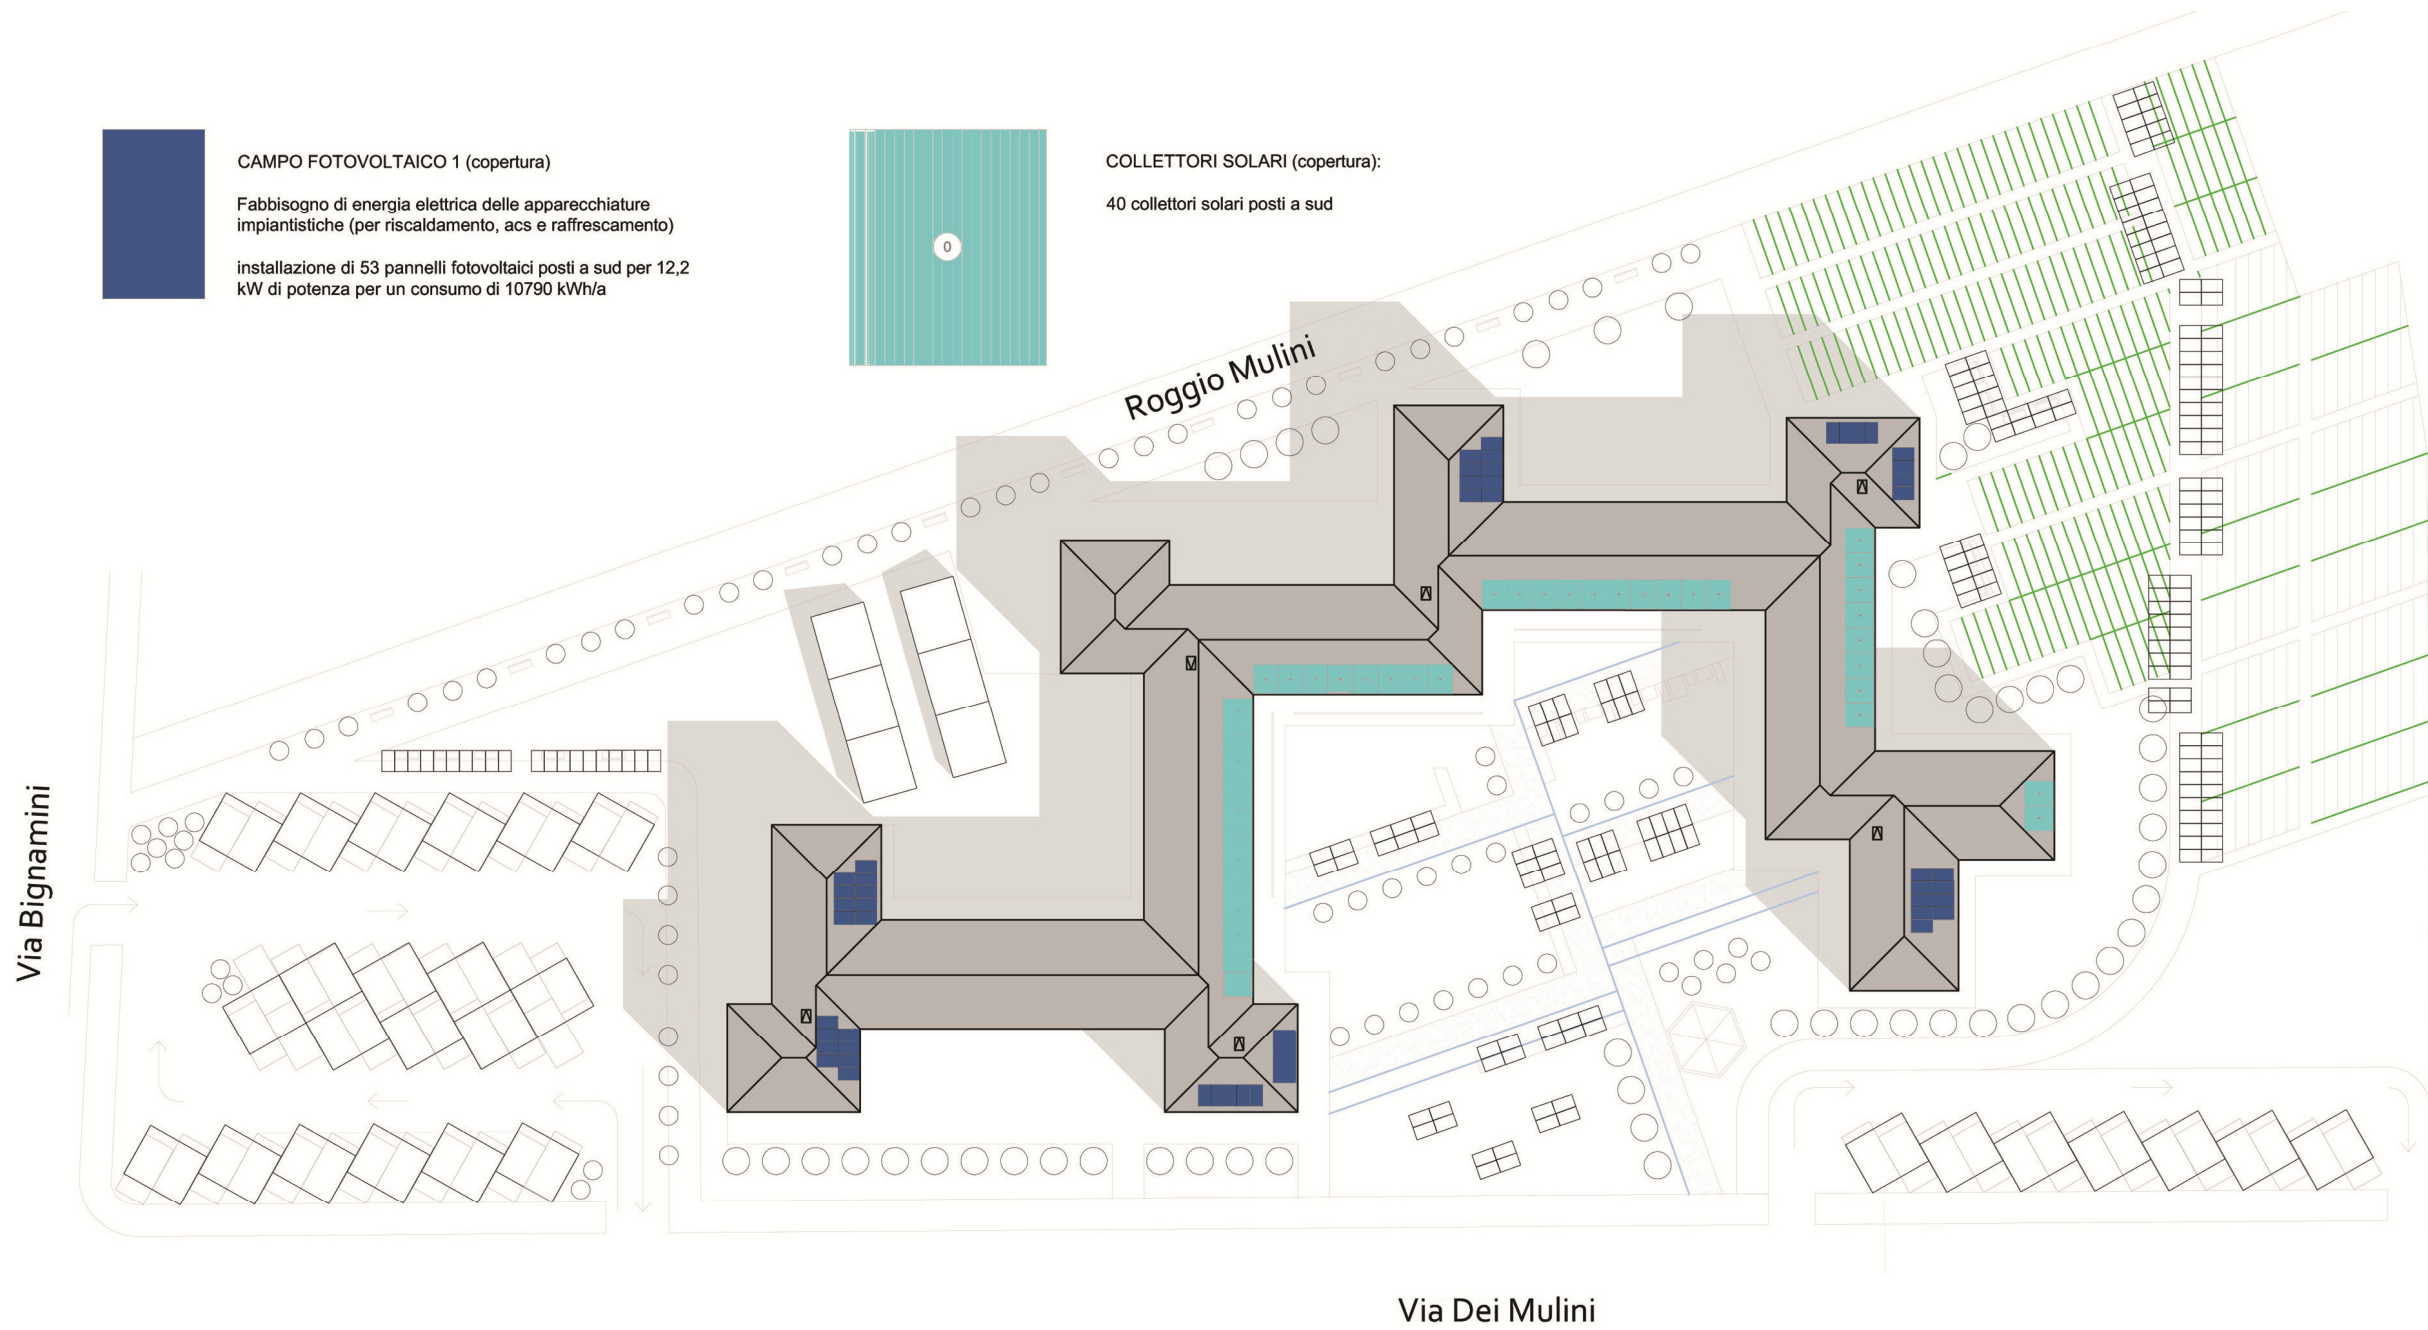 CAMPO FOTOVOLTAICO 1 (copertura)
Fabbisogno di energia elettrica delle apparecchiature
impiantistiche (per riscaldamento, acs e raffrescamento)
installazione di 53 pannelli fotovoltaici posti a sud per 12,2
kW di potenza per un consumo di 10790 kWh/a
0
COLLETTORI SOLARI (copertura):
40 collettori solari posti a sud
Roggio Mulini
Via Bignamini
Via Dei Mulini